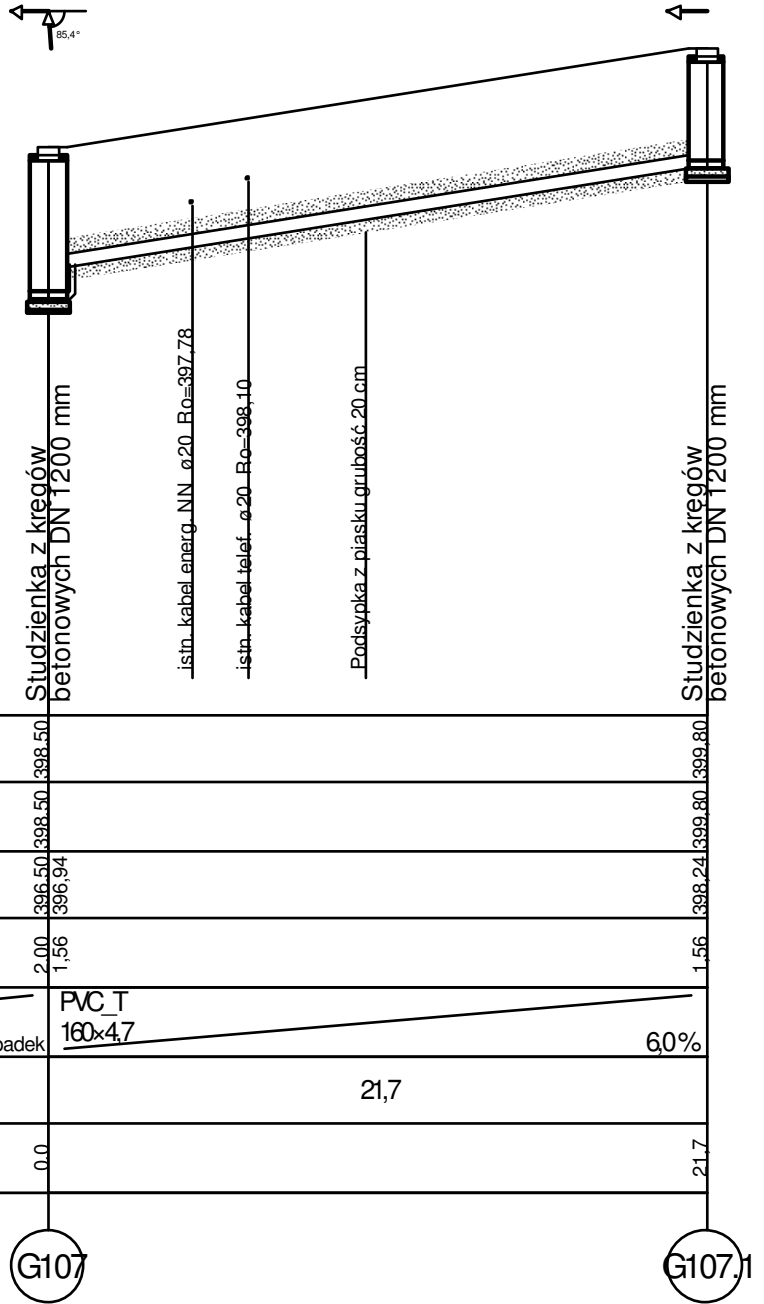 85,4°
Studzienka z kręgów
betonowych DN 1200 mm
istn. kabel energ. NN ø20 Ro=397,78
istn. kabel telef. ø20 Ro=398,10
Podsypka z piasku grubość 20 cm
Studzienka z kręgów
betonowych DN 1200 mm
398.50
399,80
398.50
399,80
396.50
396,94
398,24
2.00
1,56
1,56
PVC_T
160×4,7
padek
6,0%
21,7
0.0
21,7
G107
G107.1